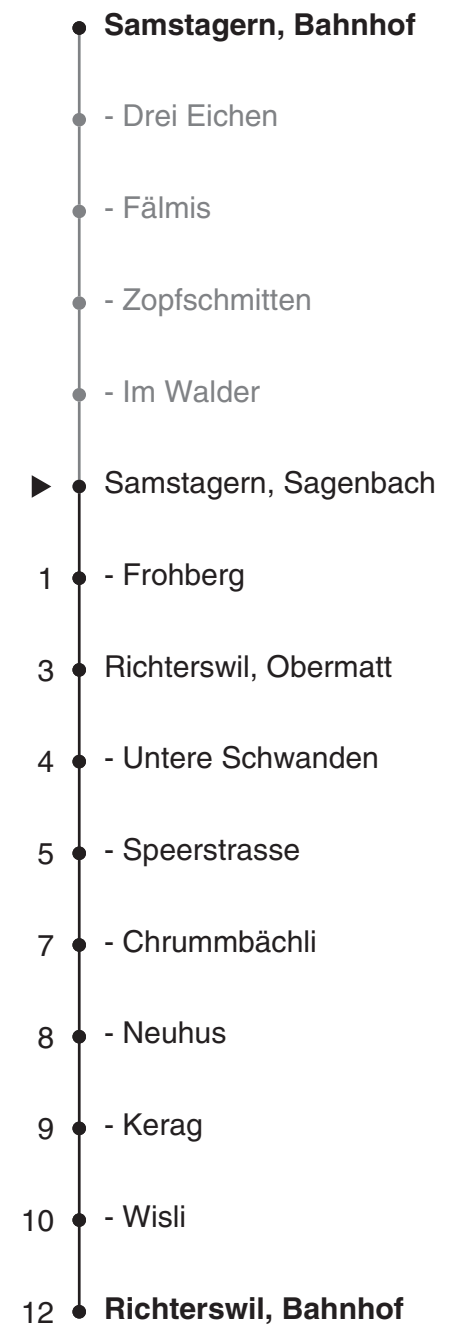 Samstagern, Bahnhof
- Drei Eichen
- Fälmis
- Zopfschmitten
- Im Walder
Samstagern, Sagenbach
1 - Frohberg
3 Richterswil, Obermatt
4 - Untere Schwanden
5 - Speerstrasse
7 - Chrummbächli
8 - Neuhus
9 - Kerag
10 - Wisli
12 Richterswil, Bahnhof